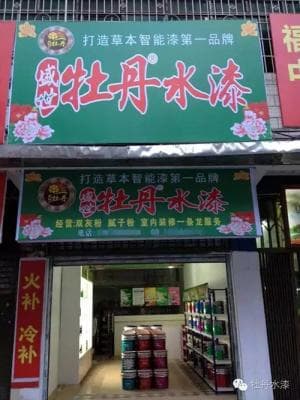 打造草本智能漆第一品牌
盛世
牡丹水漆
打造草本智能漆第一品牌
盛世
牡丹水漆
经营:双灰粉 腻子粉 室内装修一条龙服务
火补
冷补
福
牡丹水漆